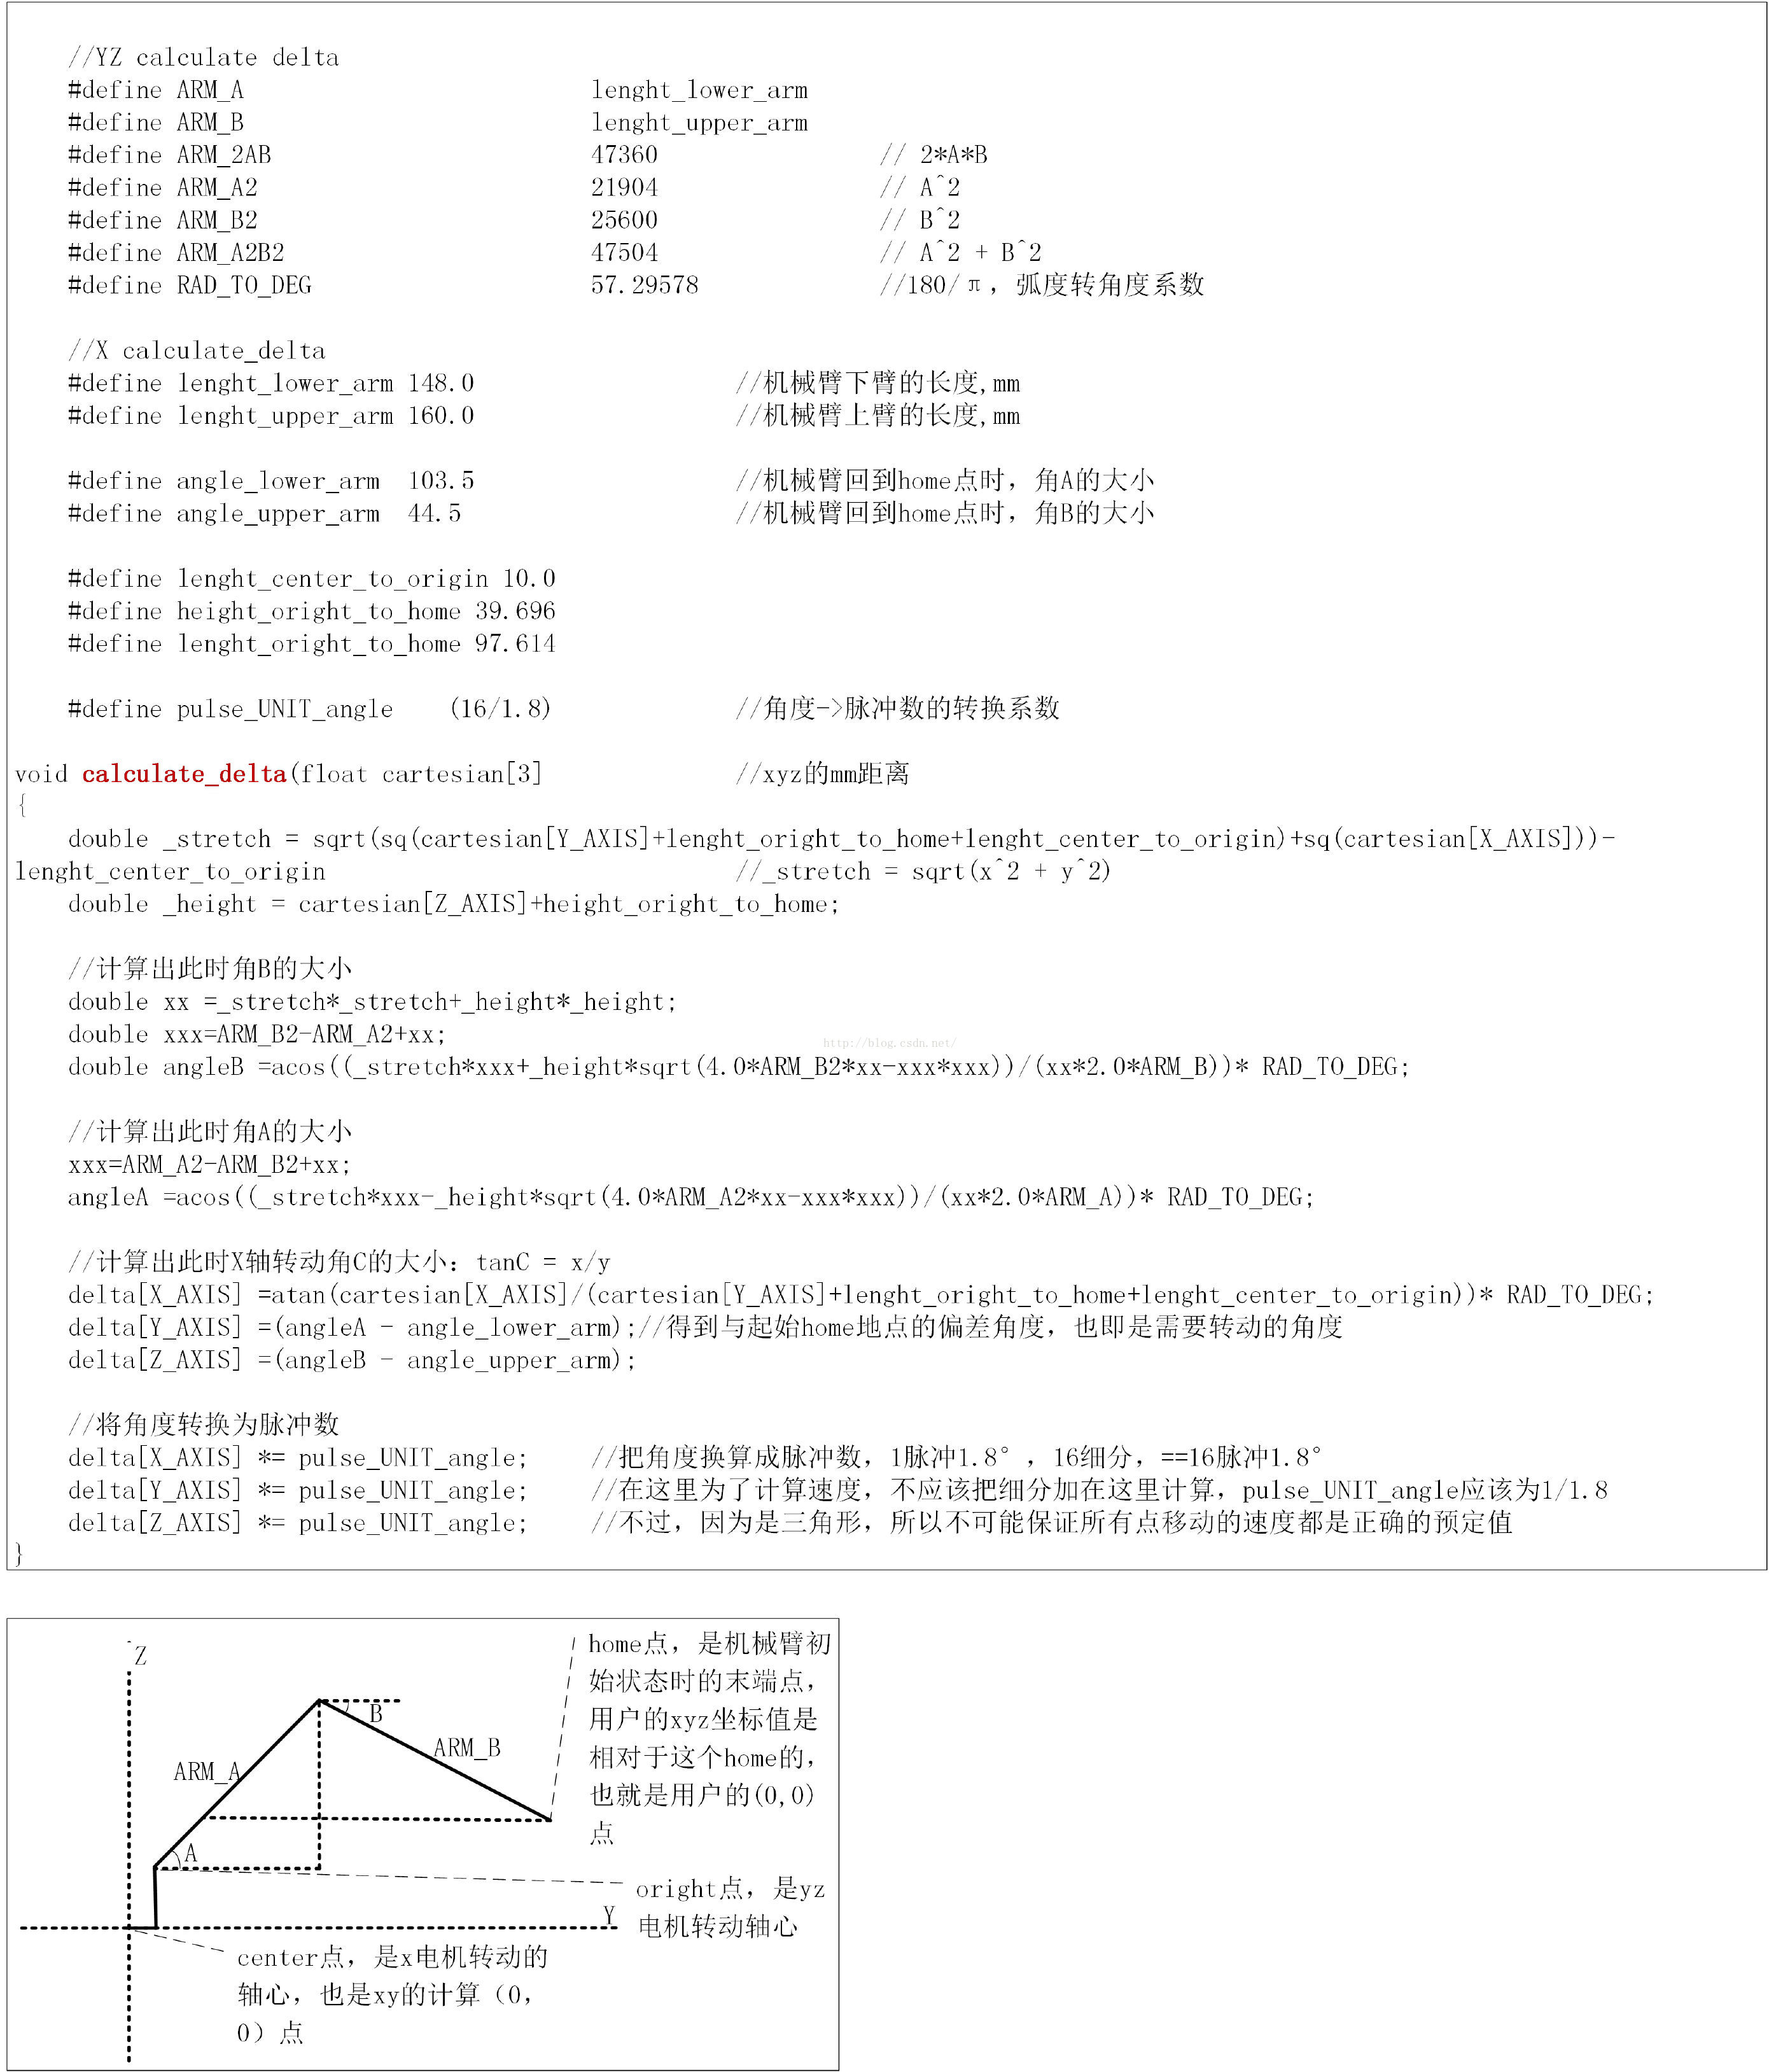 //YZ calculate delta
#define ARM_A lenght_lower_arm
#define ARM_B lenght_upper_arm
#define ARM_2AB 47360 // 2*A*B
#define ARM_A2 21904 // A^2
#define ARM_B2 25600 // B^2
#define ARM_A2B2 47504 // A^2 + B^2
#define RAD_TO_DEG 57.29578 //180/π，弧度转角度系数
//X calculate_delta
#define lenght_lower_arm 148.0 //机械臂下臂的长度,mm
#define lenght_upper_arm 160.0 //机械臂上臂的长度,mm
#define angle_lower_arm 103.5 //机械臂回到home点时，角A的大小
#define angle_upper_arm 44.5 //机械臂回到home点时，角B的大小
#define lenght_center_to_origin 10.0
#define height_oright_to_home 39.696
#define lenght_oright_to_home 97.614
#define pulse_UNIT_angle (16/1.8) //角度->脉冲数的转换系数
void calculate_delta(float cartesian[3] //xyz的mm距离
{
double _stretch = sqrt(sq(cartesian[Y_AXIS]+lenght_oright_to_home+lenght_center_to_origin)+sq(cartesian[X_AXIS]))-
lenght_center_to_origin //_stretch = sqrt(x^2 + y^2)
double _height = cartesian[Z_AXIS]+height_oright_to_home;
//计算出此时角B的大小
double xx =_stretch*_stretch+_height*_height;
double xxx=ARM_B2-ARM_A2+xx;
http://blog.csdn.net/
double angleB =acos((_stretch*xxx+_height*sqrt(4.0*ARM_B2*xx-xxx*xxx))/(xx*2.0*ARM_B))* RAD_TO_DEG;
//计算出此时角A的大小
xxx=ARM_A2-ARM_B2+xx;
angleA =acos((_stretch*xxx-_height*sqrt(4.0*ARM_A2*xx-xxx*xxx))/(xx*2.0*ARM_A))* RAD_TO_DEG;
//计算出此时X轴转动角C的大小：tanC = x/y
delta[X_AXIS] =atan(cartesian[X_AXIS]/(cartesian[Y_AXIS]+lenght_oright_to_home+lenght_center_to_origin))* RAD_TO_DEG;
delta[Y_AXIS] =(angleA - angle_lower_arm);//得到与起始home地点的偏差角度，也即是需要转动的角度
delta[Z_AXIS] =(angleB - angle_upper_arm);
//将角度转换为脉冲数
delta[X_AXIS] *= pulse_UNIT_angle; //把角度换算成脉冲数，1脉冲1.8°，16细分，==16脉冲1.8°
delta[Y_AXIS] *= pulse_UNIT_angle; //在这里为了计算速度，不应该把细分加在这里计算，pulse_UNIT_angle应该为1/1.8
delta[Z_AXIS] *= pulse_UNIT_angle; //不过，因为是三角形，所以不可能保证所有点移动的速度都是正确的预定值
}
Z
home点，是机械臂初
始状态时的末端点，
用户的xyz坐标值是
相对于这个home的，
也就是用户的(0,0)
点
B
ARM_B
ARM_A
A
oright点，是yz
电机转动轴心
Y
center点，是x电机转动的
轴心，也是xy的计算（0，
0）点